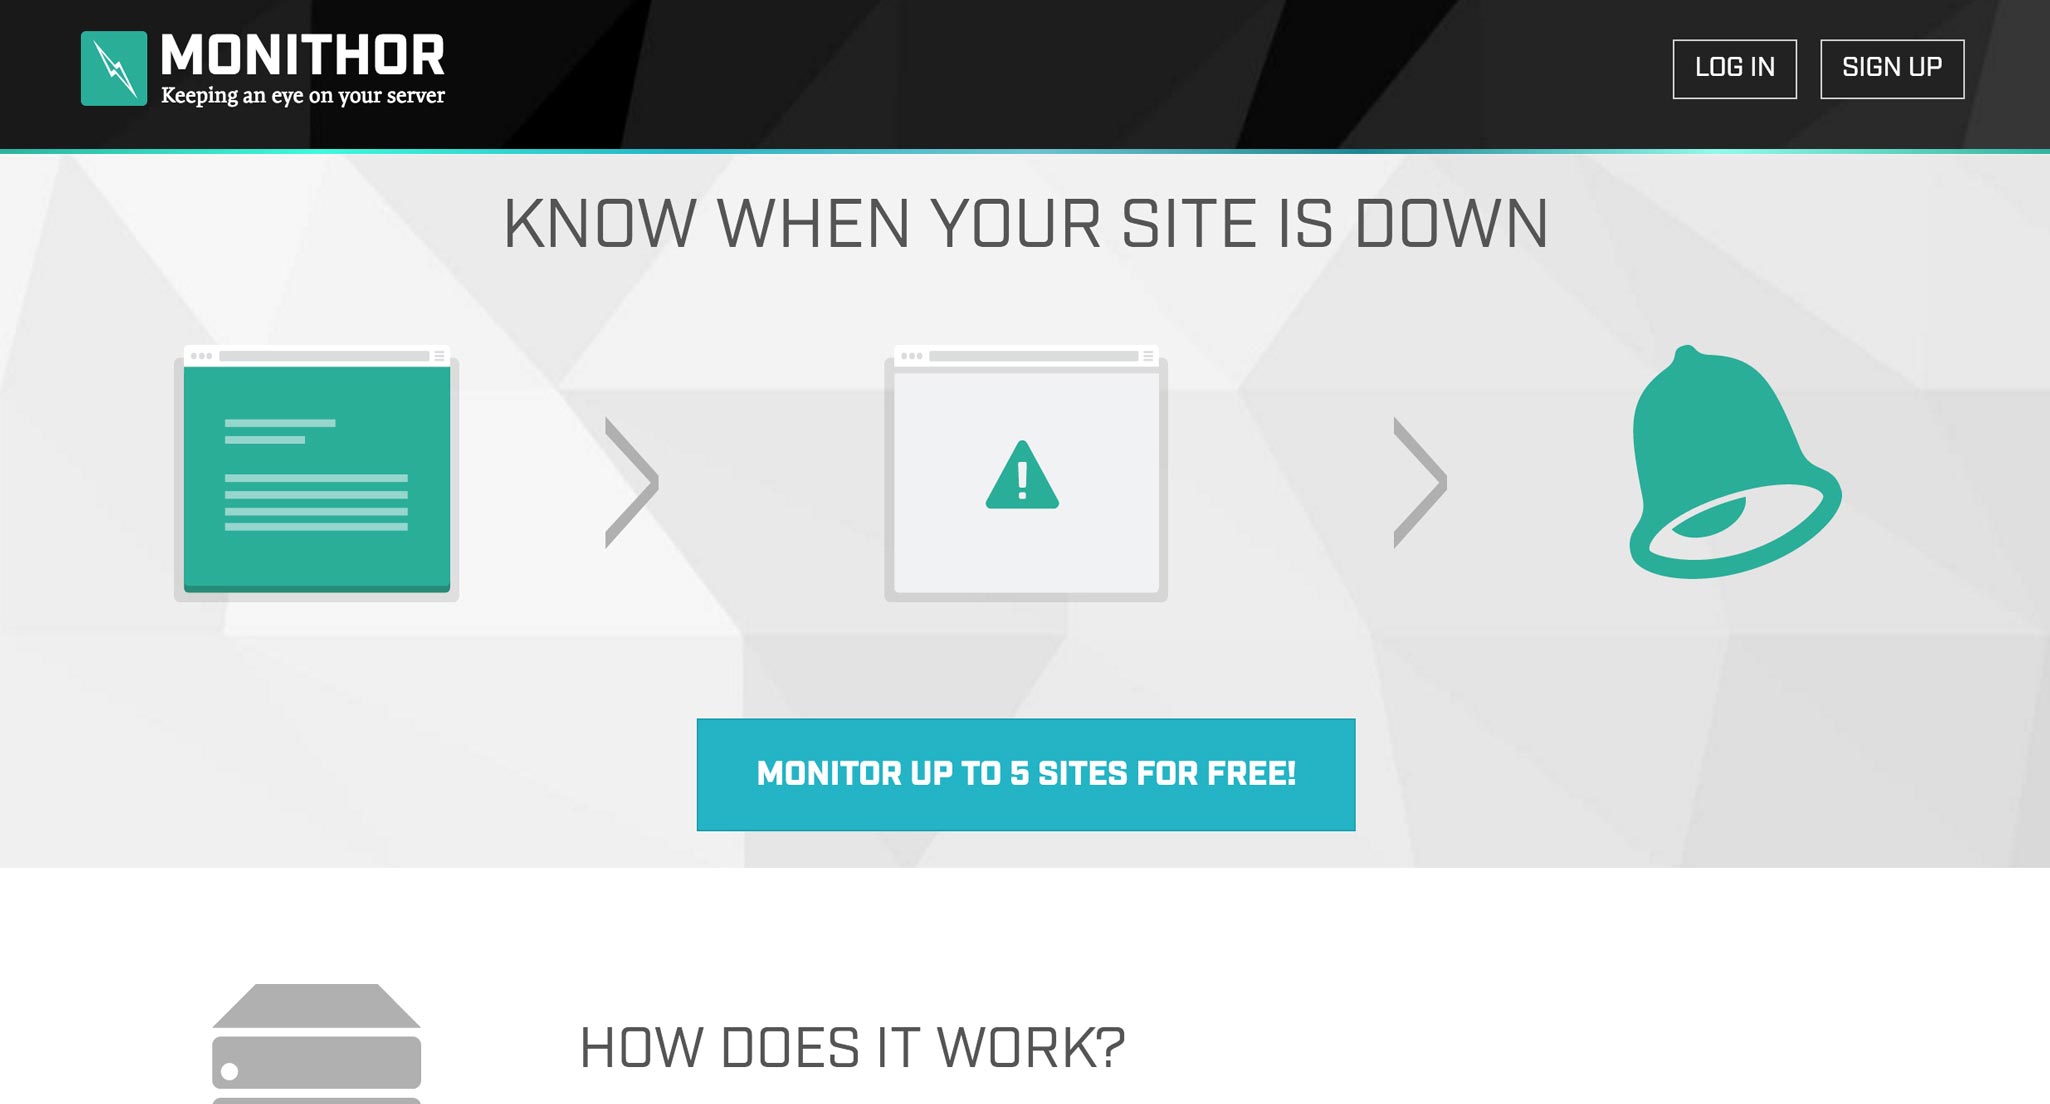 MONITHOR
Keeping an eye on your server
LOG IN
SIGN UP
KNOW WHEN YOUR SITE IS DOWN
MONITOR UP TO 5 SITES FOR FREE!
HOW DOES IT WORK?